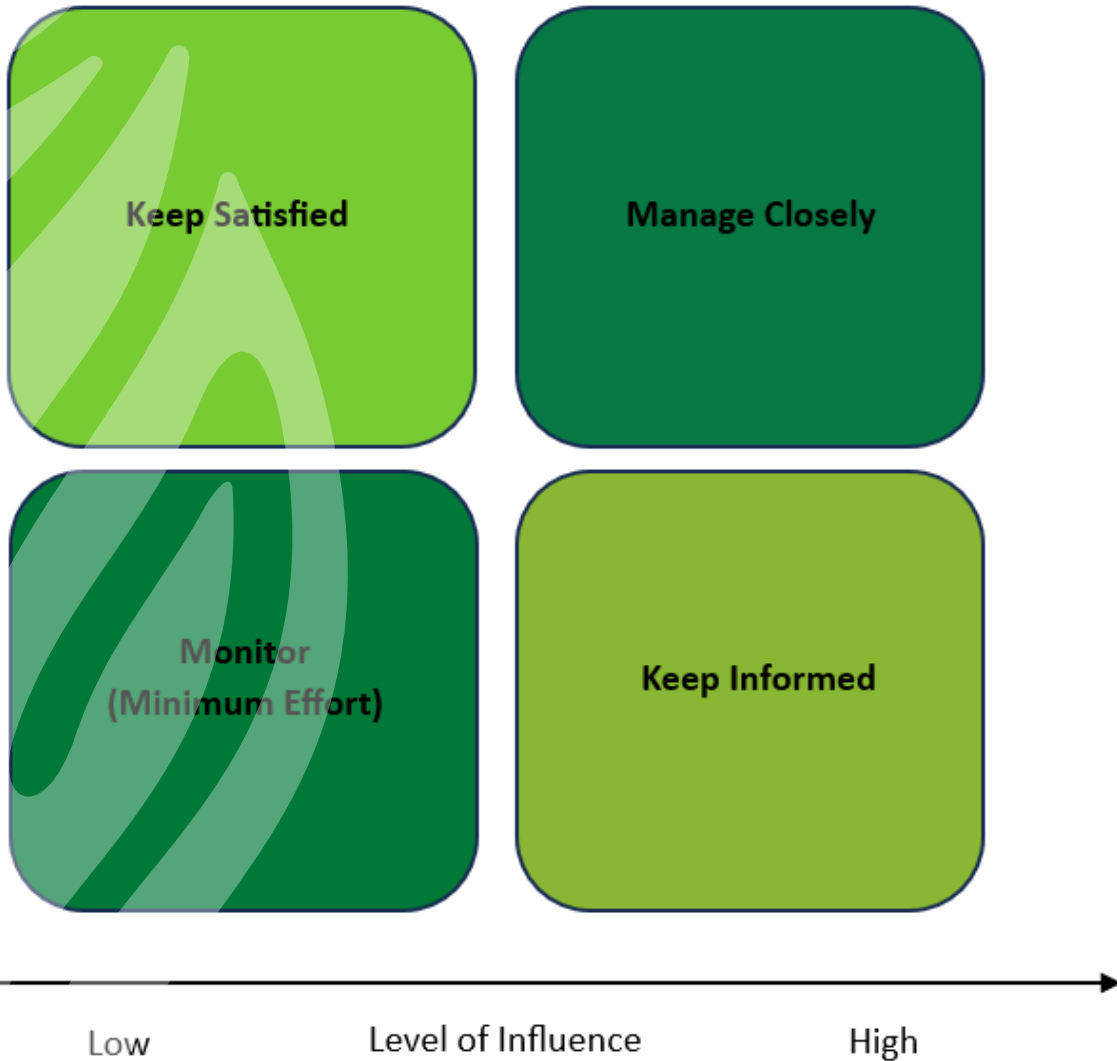 Keep Satisfied
Manage Closely
Monitor
(Minimum Effort)
Keep Informed
Low
Level of Influence
High